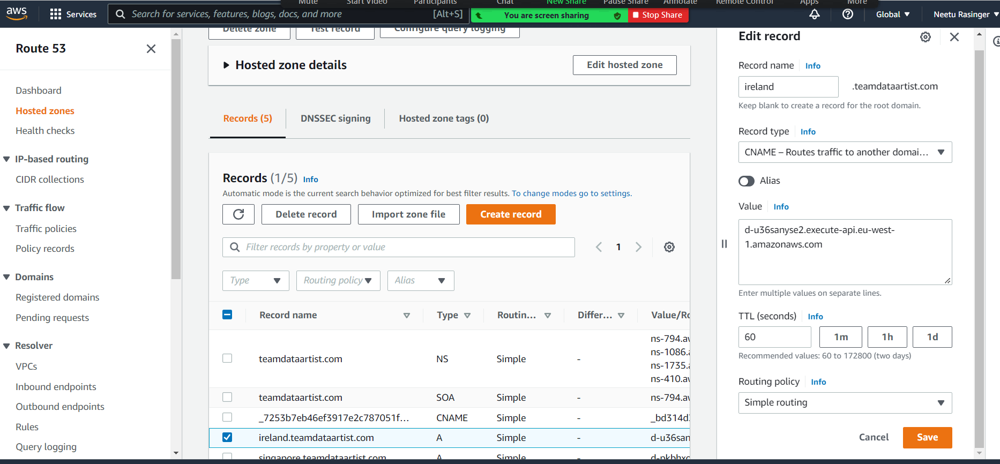 Mute Start Video Participants Chat New Share Pause Share Annotate Remote Control Apps More
aws Services Search for services, features, blogs, docs, and more [Alt+S] You are screen sharing Stop Share Global Neetu Rasinger
Route 53
Dashboard
Hosted zones
Health checks
IP-based routing
CIDR collections
Traffic flow
Traffic policies
Policy records
Domains
Registered domains
Pending requests
Resolver
VPCs
Inbound endpoints
Outbound endpoints
Rules
Query logging
Delete zone Test record Configure query logging
Hosted zone details Edit hosted zone
Records (5) DNSSEC signing Hosted zone tags (0)
Records (1/5) Info
Automatic mode is the current search behavior optimized for best filter results. To change modes go to settings.
Delete record Import zone file Create record
Filter records by property or value 1
Type Routing policy Alias
Record name Type Routin... Differ... Value/Ro
teamdataartist.com NS Simple - ns-794.aw
ns-1086.a
ns-1735.a
ns-410.aw
teamdataartist.com SOA Simple - ns-794.aw
_7253b7eb46ef3917e2c787051f... CNAME Simple - _bd314d
ireland.teamdataartist.com A Simple - d-u36san
singapore.teamdataartist.com A Simple - d-pkbhxc
Edit record
Record name Info
ireland .teamdataartist.com
Keep blank to create a record for the root domain.
Record type Info
CNAME – Routes traffic to another domai...
Alias
Value Info
d-u36sanyse2.execute-api.eu-west-
1.amazonaws.com
Enter multiple values on separate lines.
TTL (seconds) Info
60 1m 1h 1d
Recommended values: 60 to 172800 (two days)
Routing policy Info
Simple routing
Cancel Save